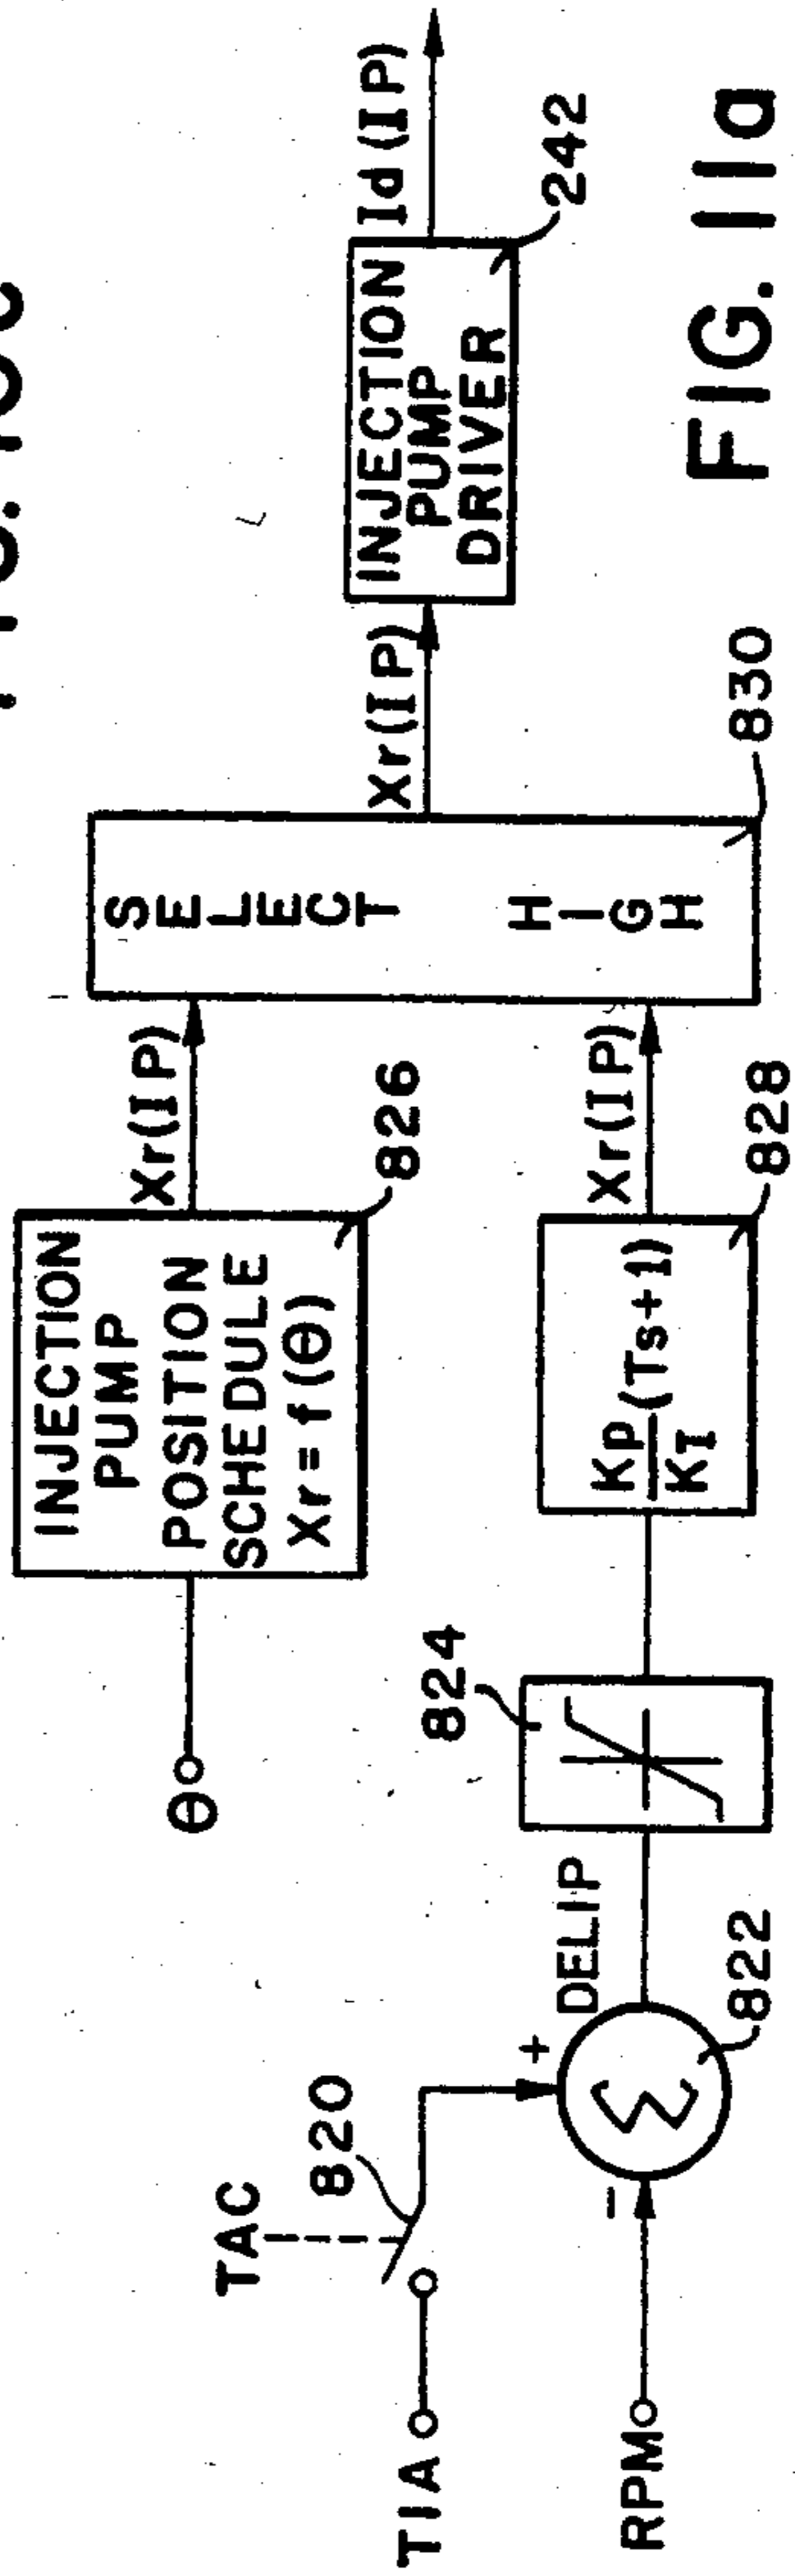 TIA
TAC
820
RPM
+
−
Σ
822
DELIP
824
θ
INJECTION
PUMP
POSITION
SCHEDULE
Xr = f (θ)
826
Kp
KI
(Ts+1)
828
Xr(IP)
Xr(IP)
SELECT HIGH
830
Xr(IP)
INJECTION
PUMP
DRIVER
242
Id (IP)
FIG. 11a